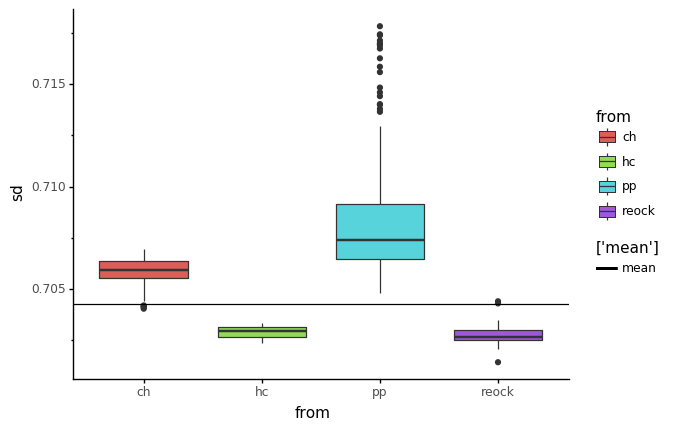 0.715
0.710
0.705
sd
ch
hc
pp
reock
from
from
ch
hc
pp
reock
['mean']
mean